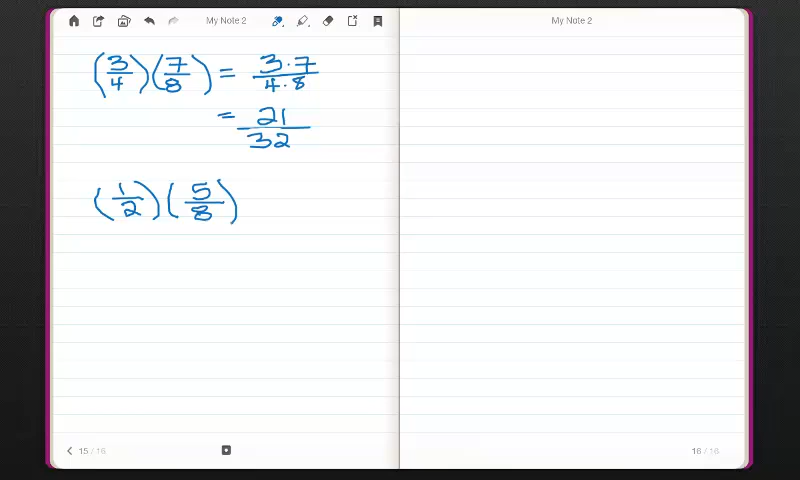 My Note 2
My Note 2
(3/4)(7/8) = 3·7/4·8
= 21/32
(1/2)(5/8)
15 / 16
16 / 16